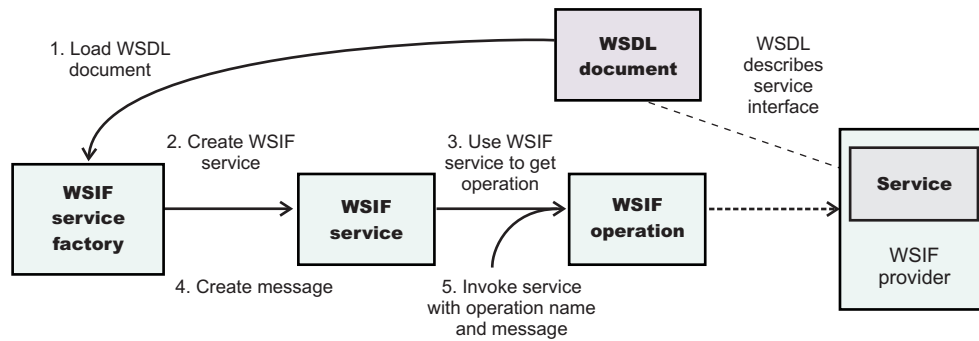 1. Load WSDL
document
WSDL
document
WSDL
describes
service
interface
2. Create WSIF
service
3. Use WSIF
service to get
operation
WSIF
service
factory
WSIF
service
WSIF
operation
Service
WSIF
provider
4. Create message
5. Invoke service
with operation name
and message